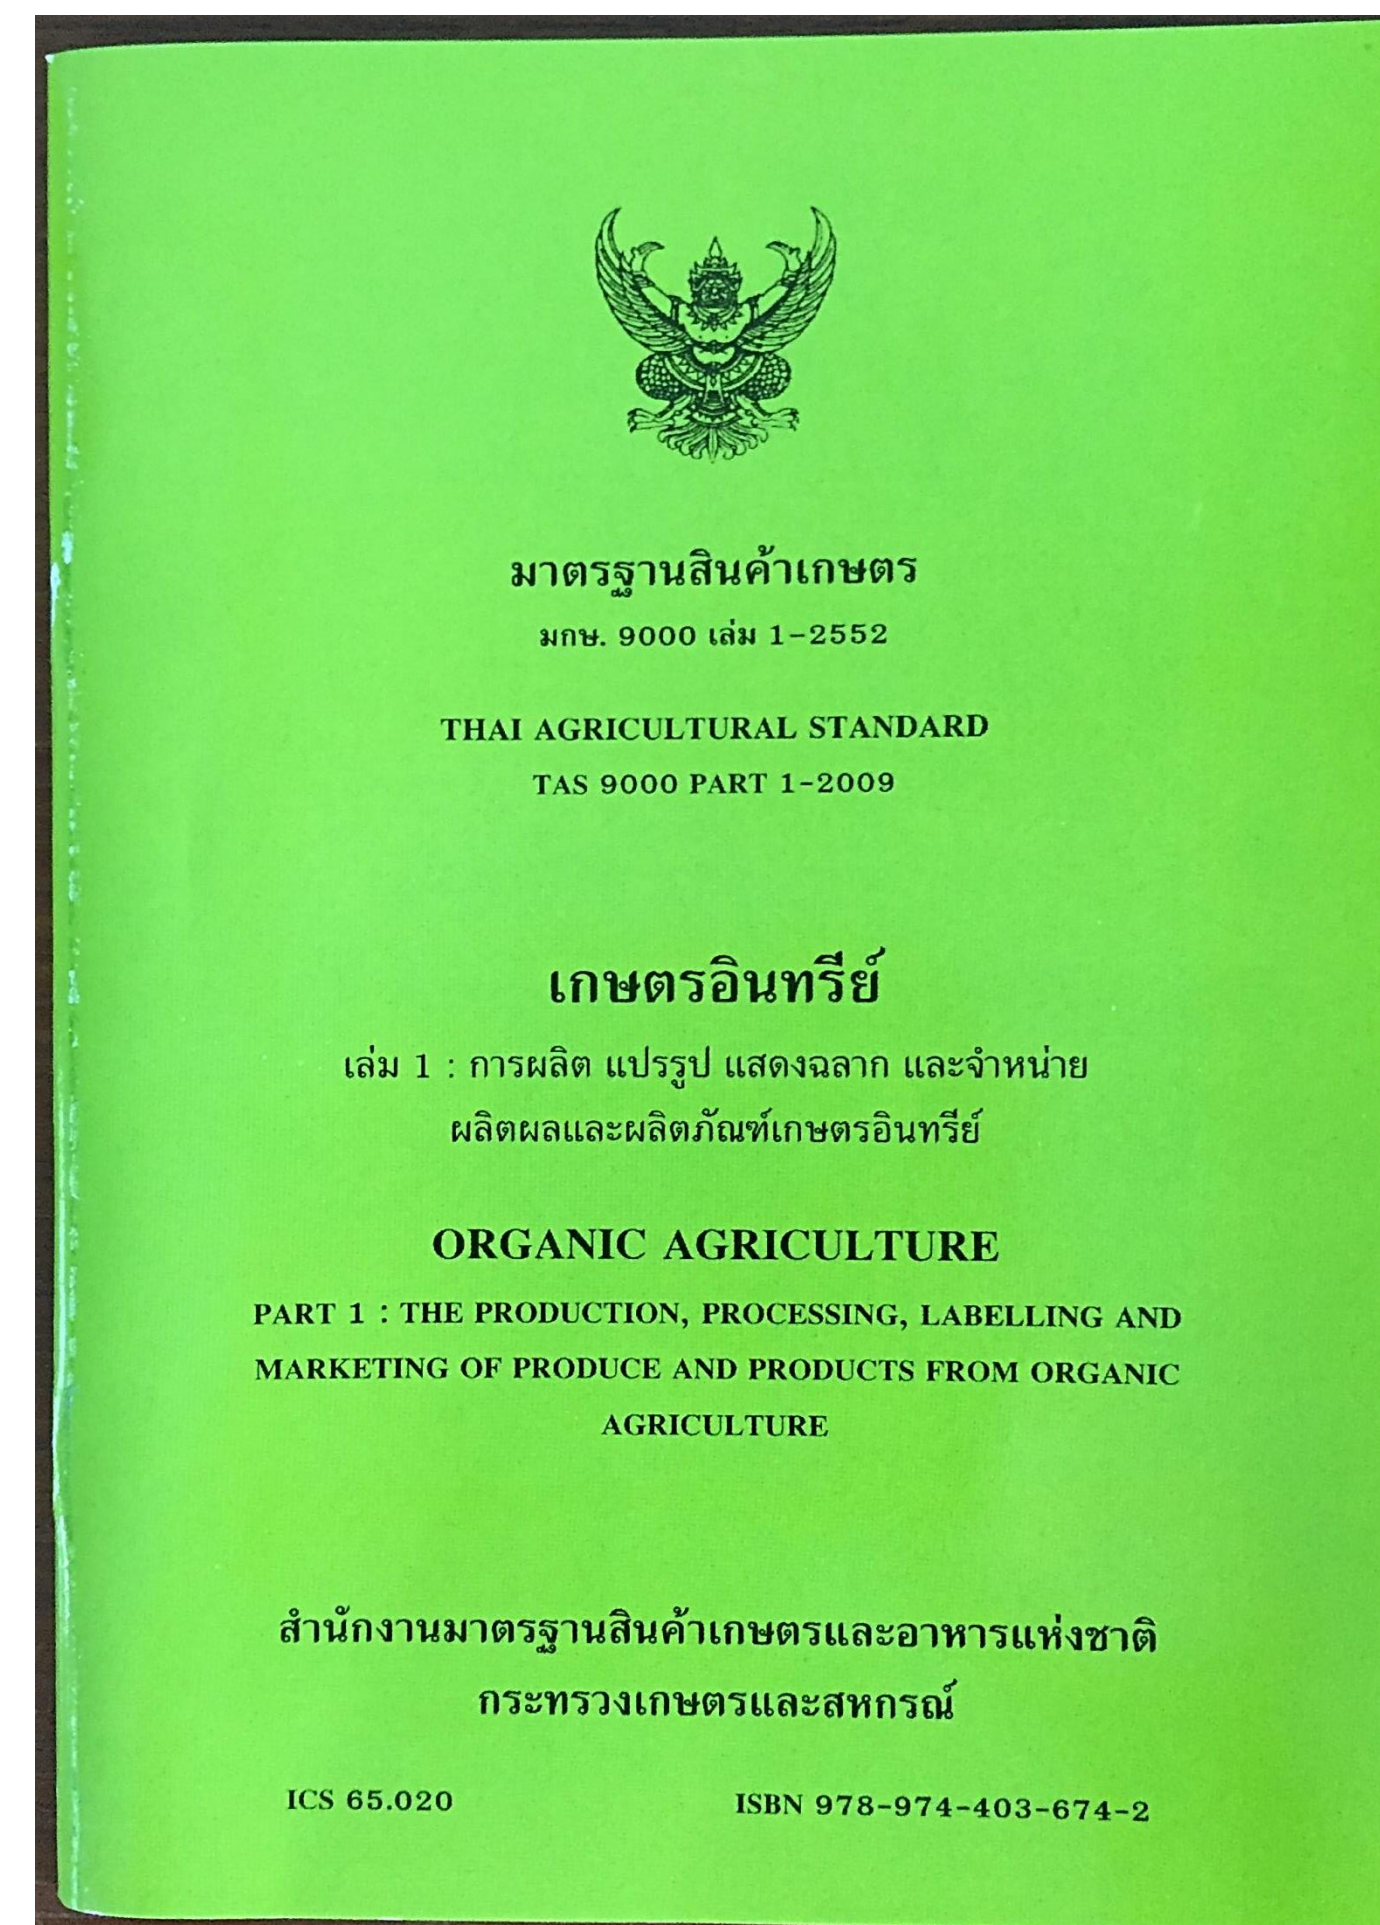 มาตรฐานสินค้าเกษตร
มกษ. 9000 เล่ม 1-2552
THAI AGRICULTURAL STANDARD
TAS 9000 PART 1-2009
เกษตรอินทรีย์
เล่ม 1 : การผลิต แปรรูป แสดงฉลาก และจำหน่าย
ผลิตผลและผลิตภัณฑ์เกษตรอินทรีย์
ORGANIC AGRICULTURE
PART 1 : THE PRODUCTION, PROCESSING, LABELLING AND
MARKETING OF PRODUCE AND PRODUCTS FROM ORGANIC
AGRICULTURE
สำนักงานมาตรฐานสินค้าเกษตรและอาหารแห่งชาติ
กระทรวงเกษตรและสหกรณ์
ICS 65.020
ISBN 978-974-403-674-2